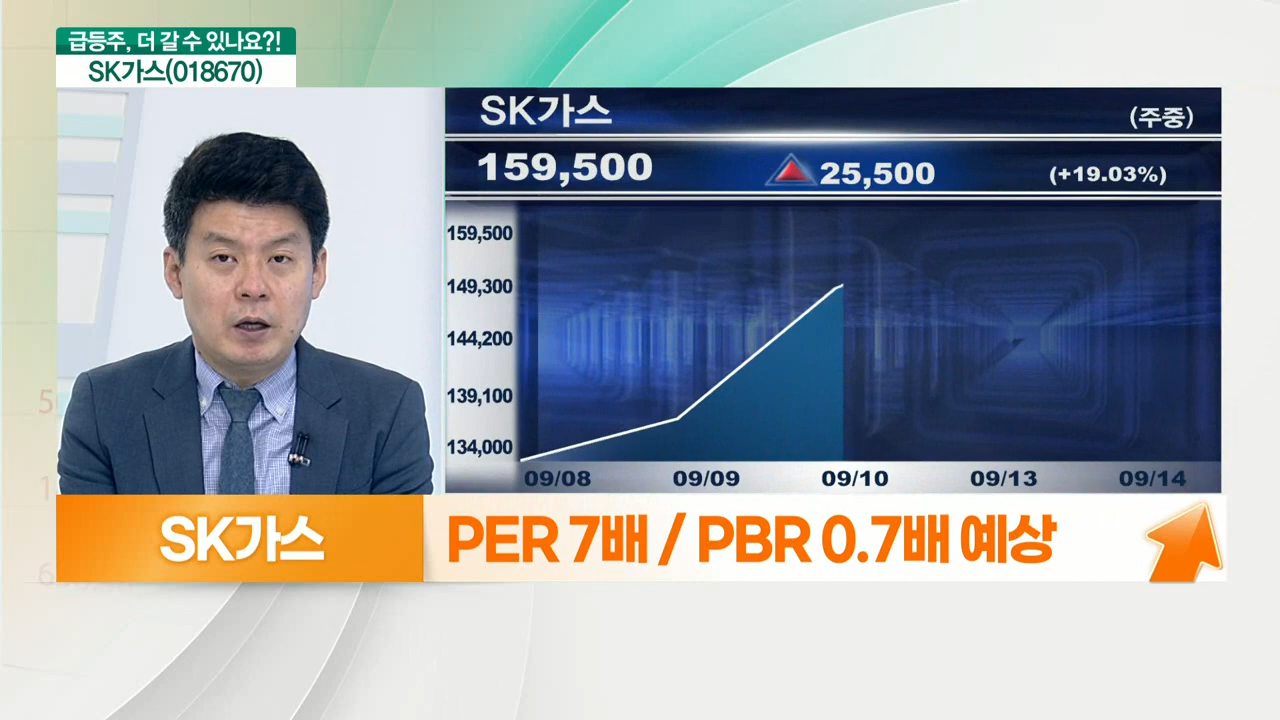 급등주, 더 갈 수 있나요?!
SK가스(018670)
SK가스
(주중)
159,500
25,500
(+19.03%)
159,500
149,300
144,200
139,100
134,000
09/08
09/09
09/10
09/13
09/14
5
1
6
SK가스
PER 7배 / PBR 0.7배 예상